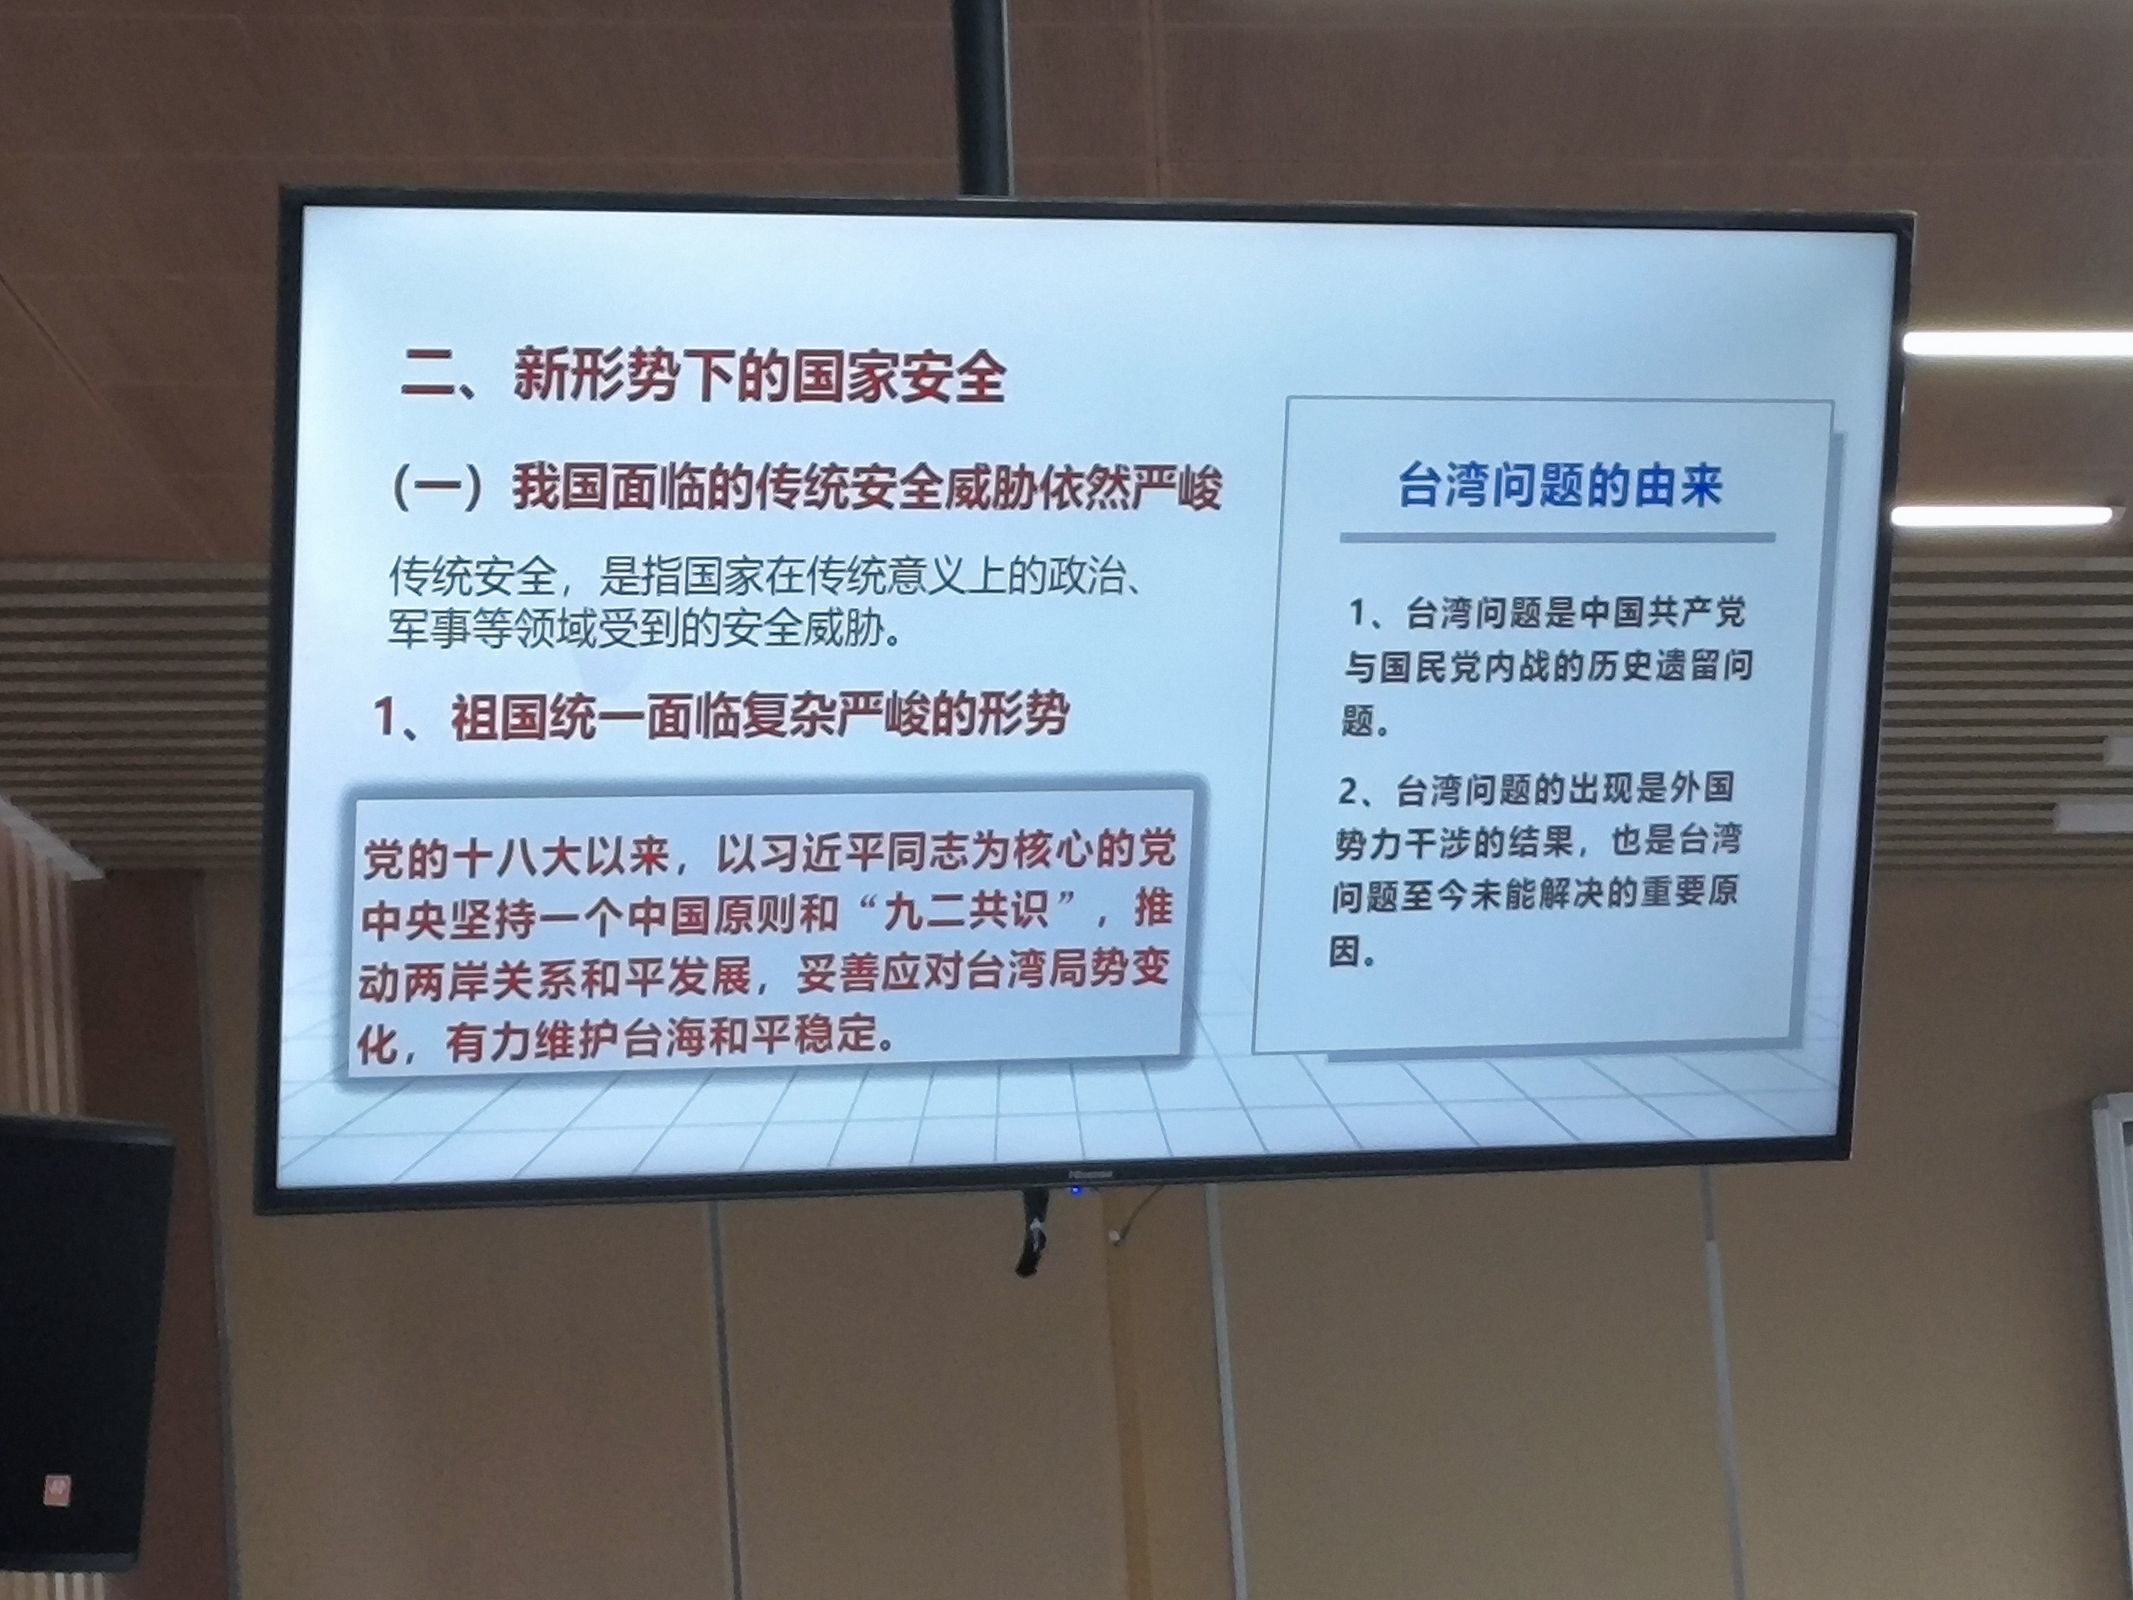 二、新形势下的国家安全
（一）我国面临的传统安全威胁依然严峻
传统安全，是指国家在传统意义上的政治、
军事等领域受到的安全威胁。
1、祖国统一面临复杂严峻的形势
党的十八大以来，以习近平同志为核心的党
中央坚持一个中国原则和“九二共识”，推
动两岸关系和平发展，妥善应对台湾局势变
化，有力维护台海和平稳定。
台湾问题的由来
1、台湾问题是中国共产党
与国民党内战的历史遗留问
题。
2、台湾问题的出现是外国
势力干涉的结果，也是台湾
问题至今未能解决的重要原
因。
Hisense